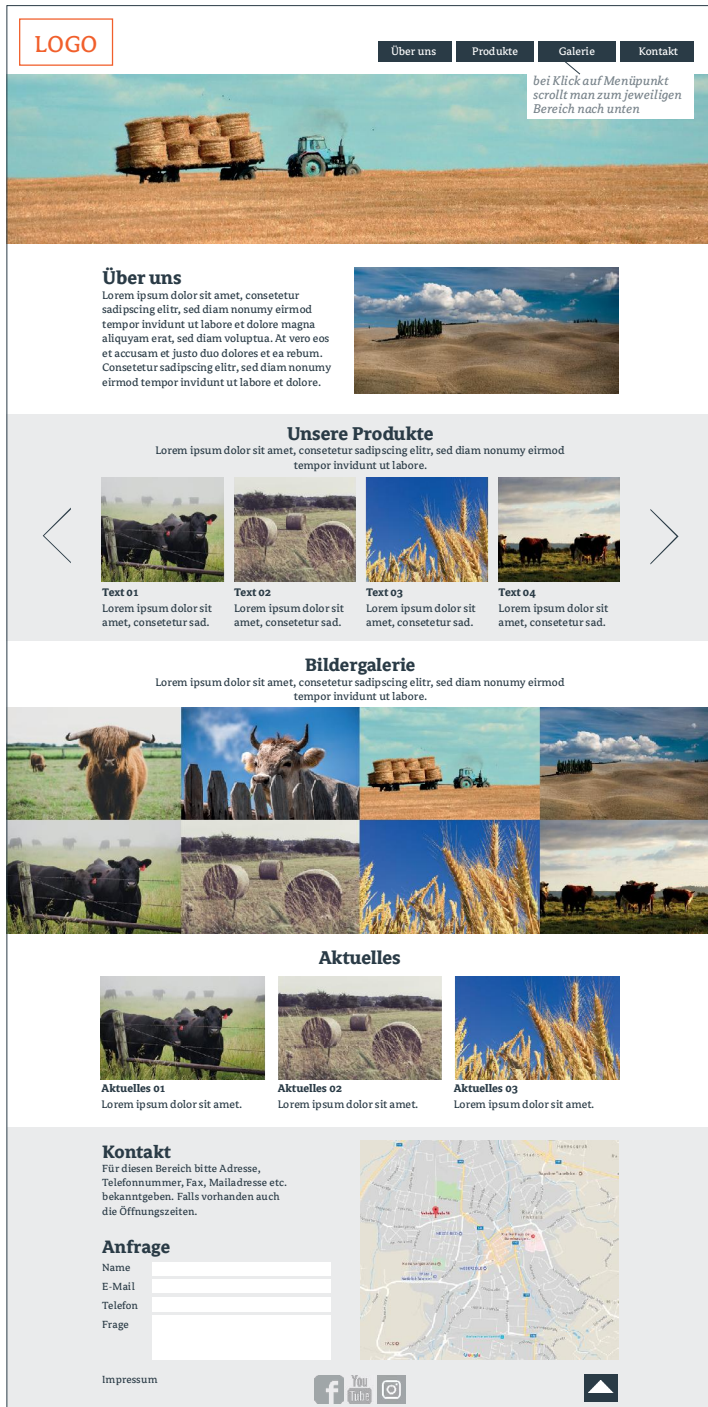 LOGO
Über uns
Produkte
Galerie
Kontakt
bei Klick auf Menüpunkt
scrollt man zum jeweiligen
Bereich nach unten
Über uns
Lorem ipsum dolor sit amet, consetetur
sadipscing elitr, sed diam nonumy eirmod
tempor invidunt ut labore et dolore magna
aliquyam erat, sed diam voluptua. At vero eos
et accusam et justo duo dolores et ea rebum.
Consetetur sadipscing elitr, sed diam nonumy
eirmod tempor invidunt ut labore et dolore.
Unsere Produkte
Lorem ipsum dolor sit amet, consetetur sadipscing elitr, sed diam nonumy eirmod
tempor invidunt ut labore.
Text 01
Lorem ipsum dolor sit
amet, consetetur sad.
Text 02
Lorem ipsum dolor sit
amet, consetetur sad.
Text 03
Lorem ipsum dolor sit
amet, consetetur sad.
Text 04
Lorem ipsum dolor sit
amet, consetetur sad.
Bildergalerie
Lorem ipsum dolor sit amet, consetetur sadipscing elitr, sed diam nonumy eirmod
tempor invidunt ut labore.
Aktuelles
Aktuelles 01
Lorem ipsum dolor sit amet.
Aktuelles 02
Lorem ipsum dolor sit amet.
Aktuelles 03
Lorem ipsum dolor sit amet.
Kontakt
Für diesen Bereich bitte Adresse,
Telefonnummer, Fax, Mailadresse etc.
bekanntgeben. Falls vorhanden auch
die Öffnungszeiten.
Anfrage
Name
E-Mail
Telefon
Frage
Google
Impressum
You
Tube